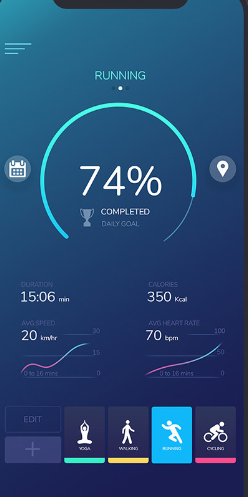 RUNNING
74%
COMPLETED
DAILY GOAL
DURATION CALORIES
15:06 min 350 Kcal
AVG SPEED 30 AVG HEART RATE 100
20 km/hr 70 bpm
15 50
0 to 16 mins 0 0 to 16 mins 0
EDIT
YOGA WALKING RUNNING CYCLING